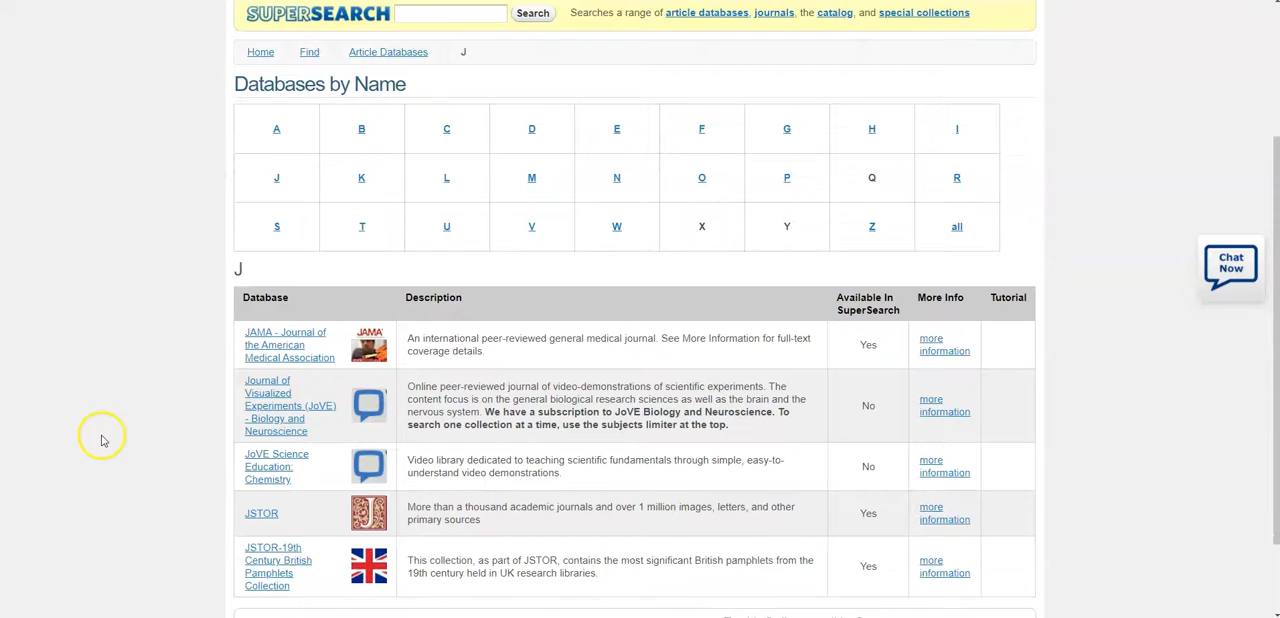 SUPERSEARCH Search Searches a range of article databases, journals, the catalog, and special collections
Home Find Article Databases J
Databases by Name
A B C D E F G H I
J K L M N O P Q R
S T U V W X Y Z all
Chat
Now
J
Database Description Available In
SuperSearch More Info Tutorial
JAMA - Journal of
the American
Medical Association
JAMA
An international peer-reviewed general medical journal. See More Information for full-text
coverage details.
Yes
more
information
Journal of
Visualized
Experiments (JoVE)
- Biology and
Neuroscience
Online peer-reviewed journal of video-demonstrations of scientific experiments. The
content focus is on the general biological research sciences as well as the brain and the
nervous system. We have a subscription to JoVE Biology and Neuroscience. To
search one collection at a time, use the subjects limiter at the top.
No
more
information
JoVE Science
Education:
Chemistry
Video library dedicated to teaching scientific fundamentals through simple, easy-to-
understand video demonstrations.
No
more
information
JSTOR
J
More than a thousand academic journals and over 1 million images, letters, and other
primary sources
Yes
more
information
JSTOR-19th
Century British
Pamphlets
Collection
This collection, as part of JSTOR, contains the most significant British pamphlets from the
19th century held in UK research libraries.
Yes
more
information